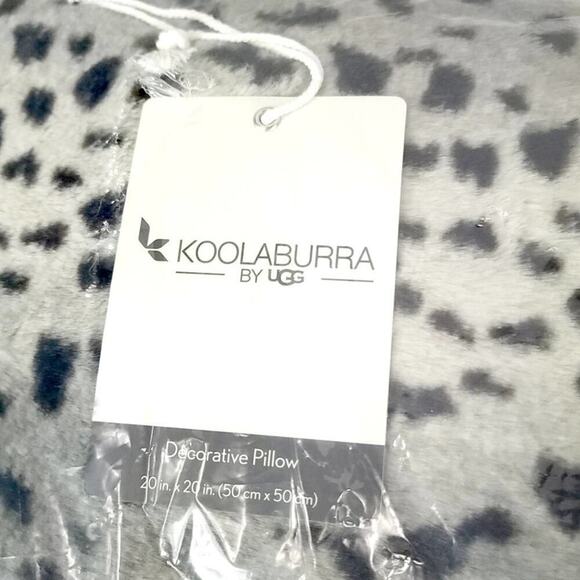 KOOLABURRA
BY UGG
Decorative Pillow
20 in. x 20 in. (50 cm x 50 cm)